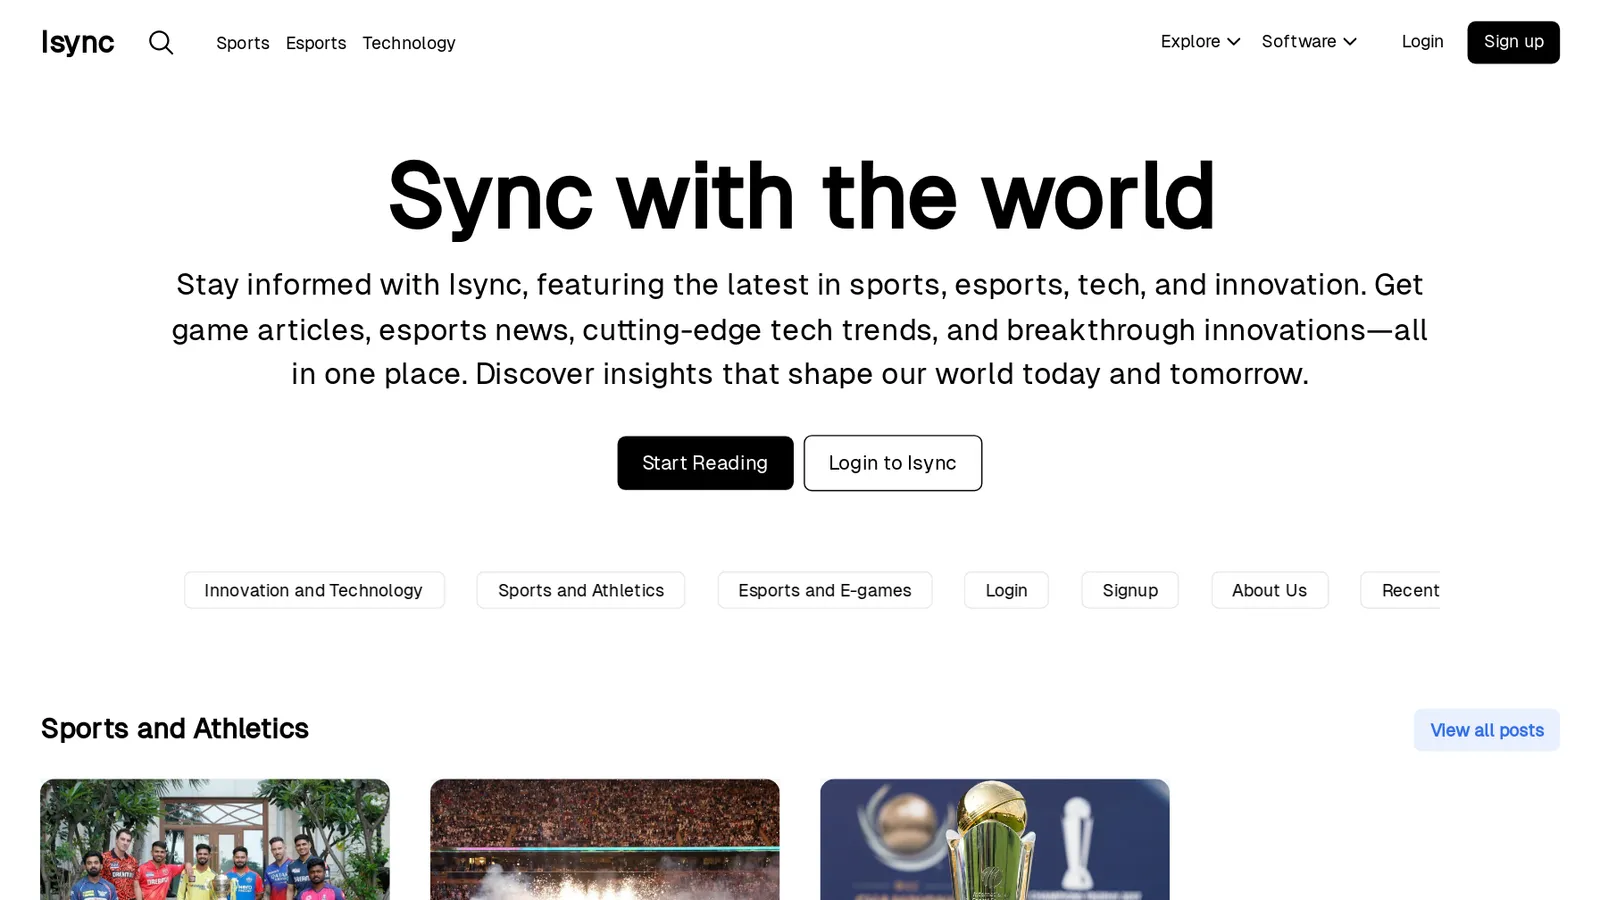 Isync
Sports Esports Technology
Explore Software Login Sign up
Sync with the world
Stay informed with Isync, featuring the latest in sports, esports, tech, and innovation. Get
game articles, esports news, cutting-edge tech trends, and breakthrough innovations—all
in one place. Discover insights that shape our world today and tomorrow.
Start Reading Login to Isync
Innovation and Technology Sports and Athletics Esports and E-games Login Signup About Us Recent
Sports and Athletics
View all posts